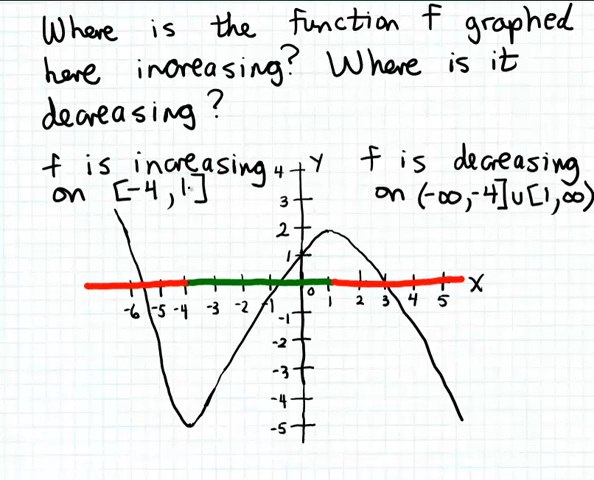 Where is the function f graphed
here increasing? Where is it
decreasing?
f is increasing
on [-4, 1]
f is decreasing
on (-∞, -4]∪[1, ∞)
Y
4
3
2
1
-6 -5 -4 -3 -2 -1 0 1 2 3 4 5 X
-1
-2
-3
-4
-5